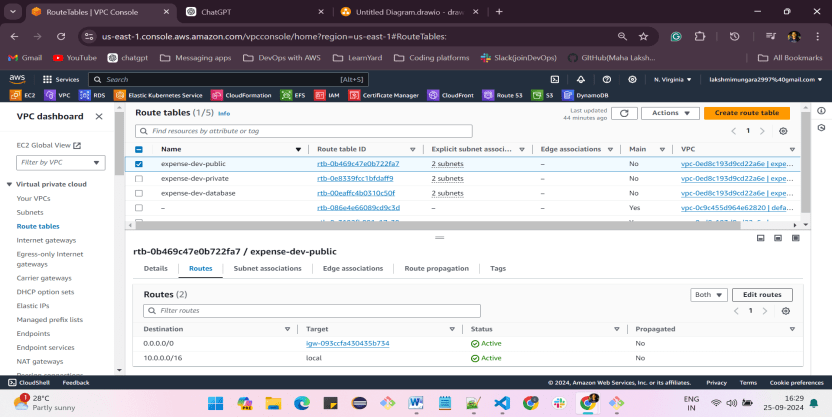 RouteTables | VPC Console
ChatGPT
Untitled Diagram.drawio - draw
us-east-1.console.aws.amazon.com/vpcconsole/home?region=us-east-1#RouteTables:
Gmail YouTube chatgpt Messaging apps DevOps with AWS LearnYard Coding platforms Slack(joinDevOps) GitHub(Maha Laksh... All Bookmarks
aws Services Search [Alt+S] N. Virginia lakshmimungara2997%40gmail.com
EC2 VPC RDS Elastic Kubernetes Service CloudFormation EFS IAM Certificate Manager CloudFront Route 53 S3 DynamoDB
VPC dashboard
EC2 Global View
Filter by VPC
Virtual private cloud
Your VPCs
Subnets
Route tables
Internet gateways
Egress-only Internet
gateways
Carrier gateways
DHCP option sets
Elastic IPs
Managed prefix lists
Endpoints
Endpoint services
NAT gateways
Route tables (1/5) Info
Last updated
44 minutes ago
Actions
Create route table
Find resources by attribute or tag
1
Name Route table ID Explicit subnet associ... Edge associations Main VPC
expense-dev-public rtb-0b469c47e0b722fa7 2 subnets – No vpc-0ed8c193d9cd22a6e | expe...
expense-dev-private rtb-0e8339fcc1bfdaff9 2 subnets – No vpc-0ed8c193d9cd22a6e | expe...
expense-dev-database rtb-00eaffc4b0310c50f 2 subnets – No vpc-0ed8c193d9cd22a6e | expe...
– rtb-086e4e66089cd9c3d – – Yes vpc-0c9c455d964e62820 | defa...
rtb-0b469c47e0b722fa7 / expense-dev-public
Details Routes Subnet associations Edge associations Route propagation Tags
Routes (2)
Both
Edit routes
Filter routes
1
Destination Target Status Propagated
0.0.0.0/0 igw-093ccfa430435b734 Active No
10.0.0.0/16 local Active No
CloudShell Feedback © 2024, Amazon Web Services, Inc. or its affiliates. Privacy Terms Cookie preferences
28°C
Partly sunny
ENG
IN
16:29
25-09-2024